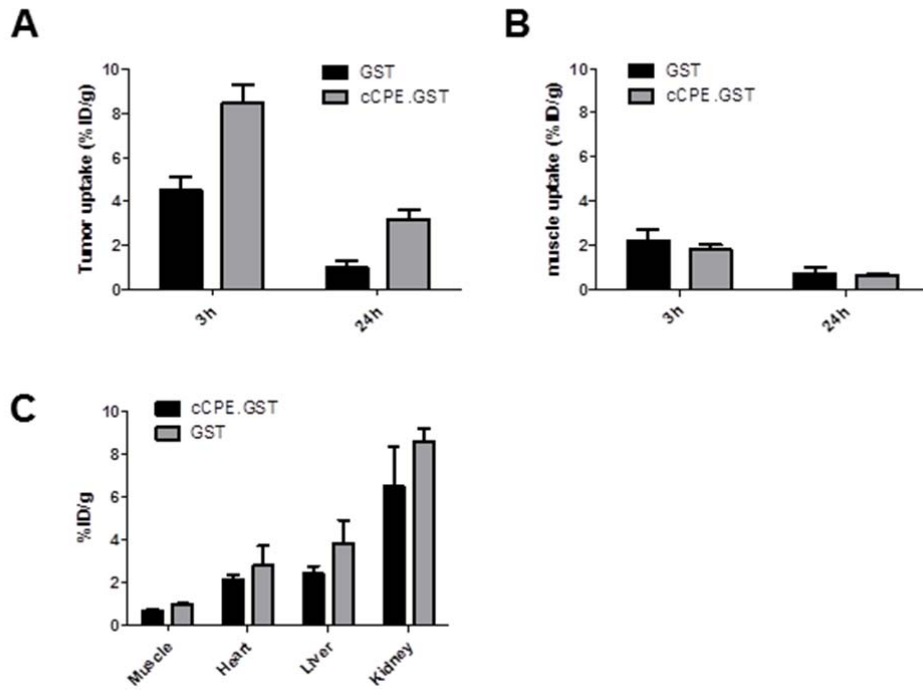 A
Tumor uptake (%ID/g)
10
8
6
4
2
0
GST
cCPE.GST
3h
24h
B
muscle uptake (%ID/g)
10
8
6
4
2
0
GST
cCPE.GST
3h
24h
C
%ID/g
10
8
6
4
2
0
cCPE.GST
GST
Muscle
Heart
Liver
Kidney